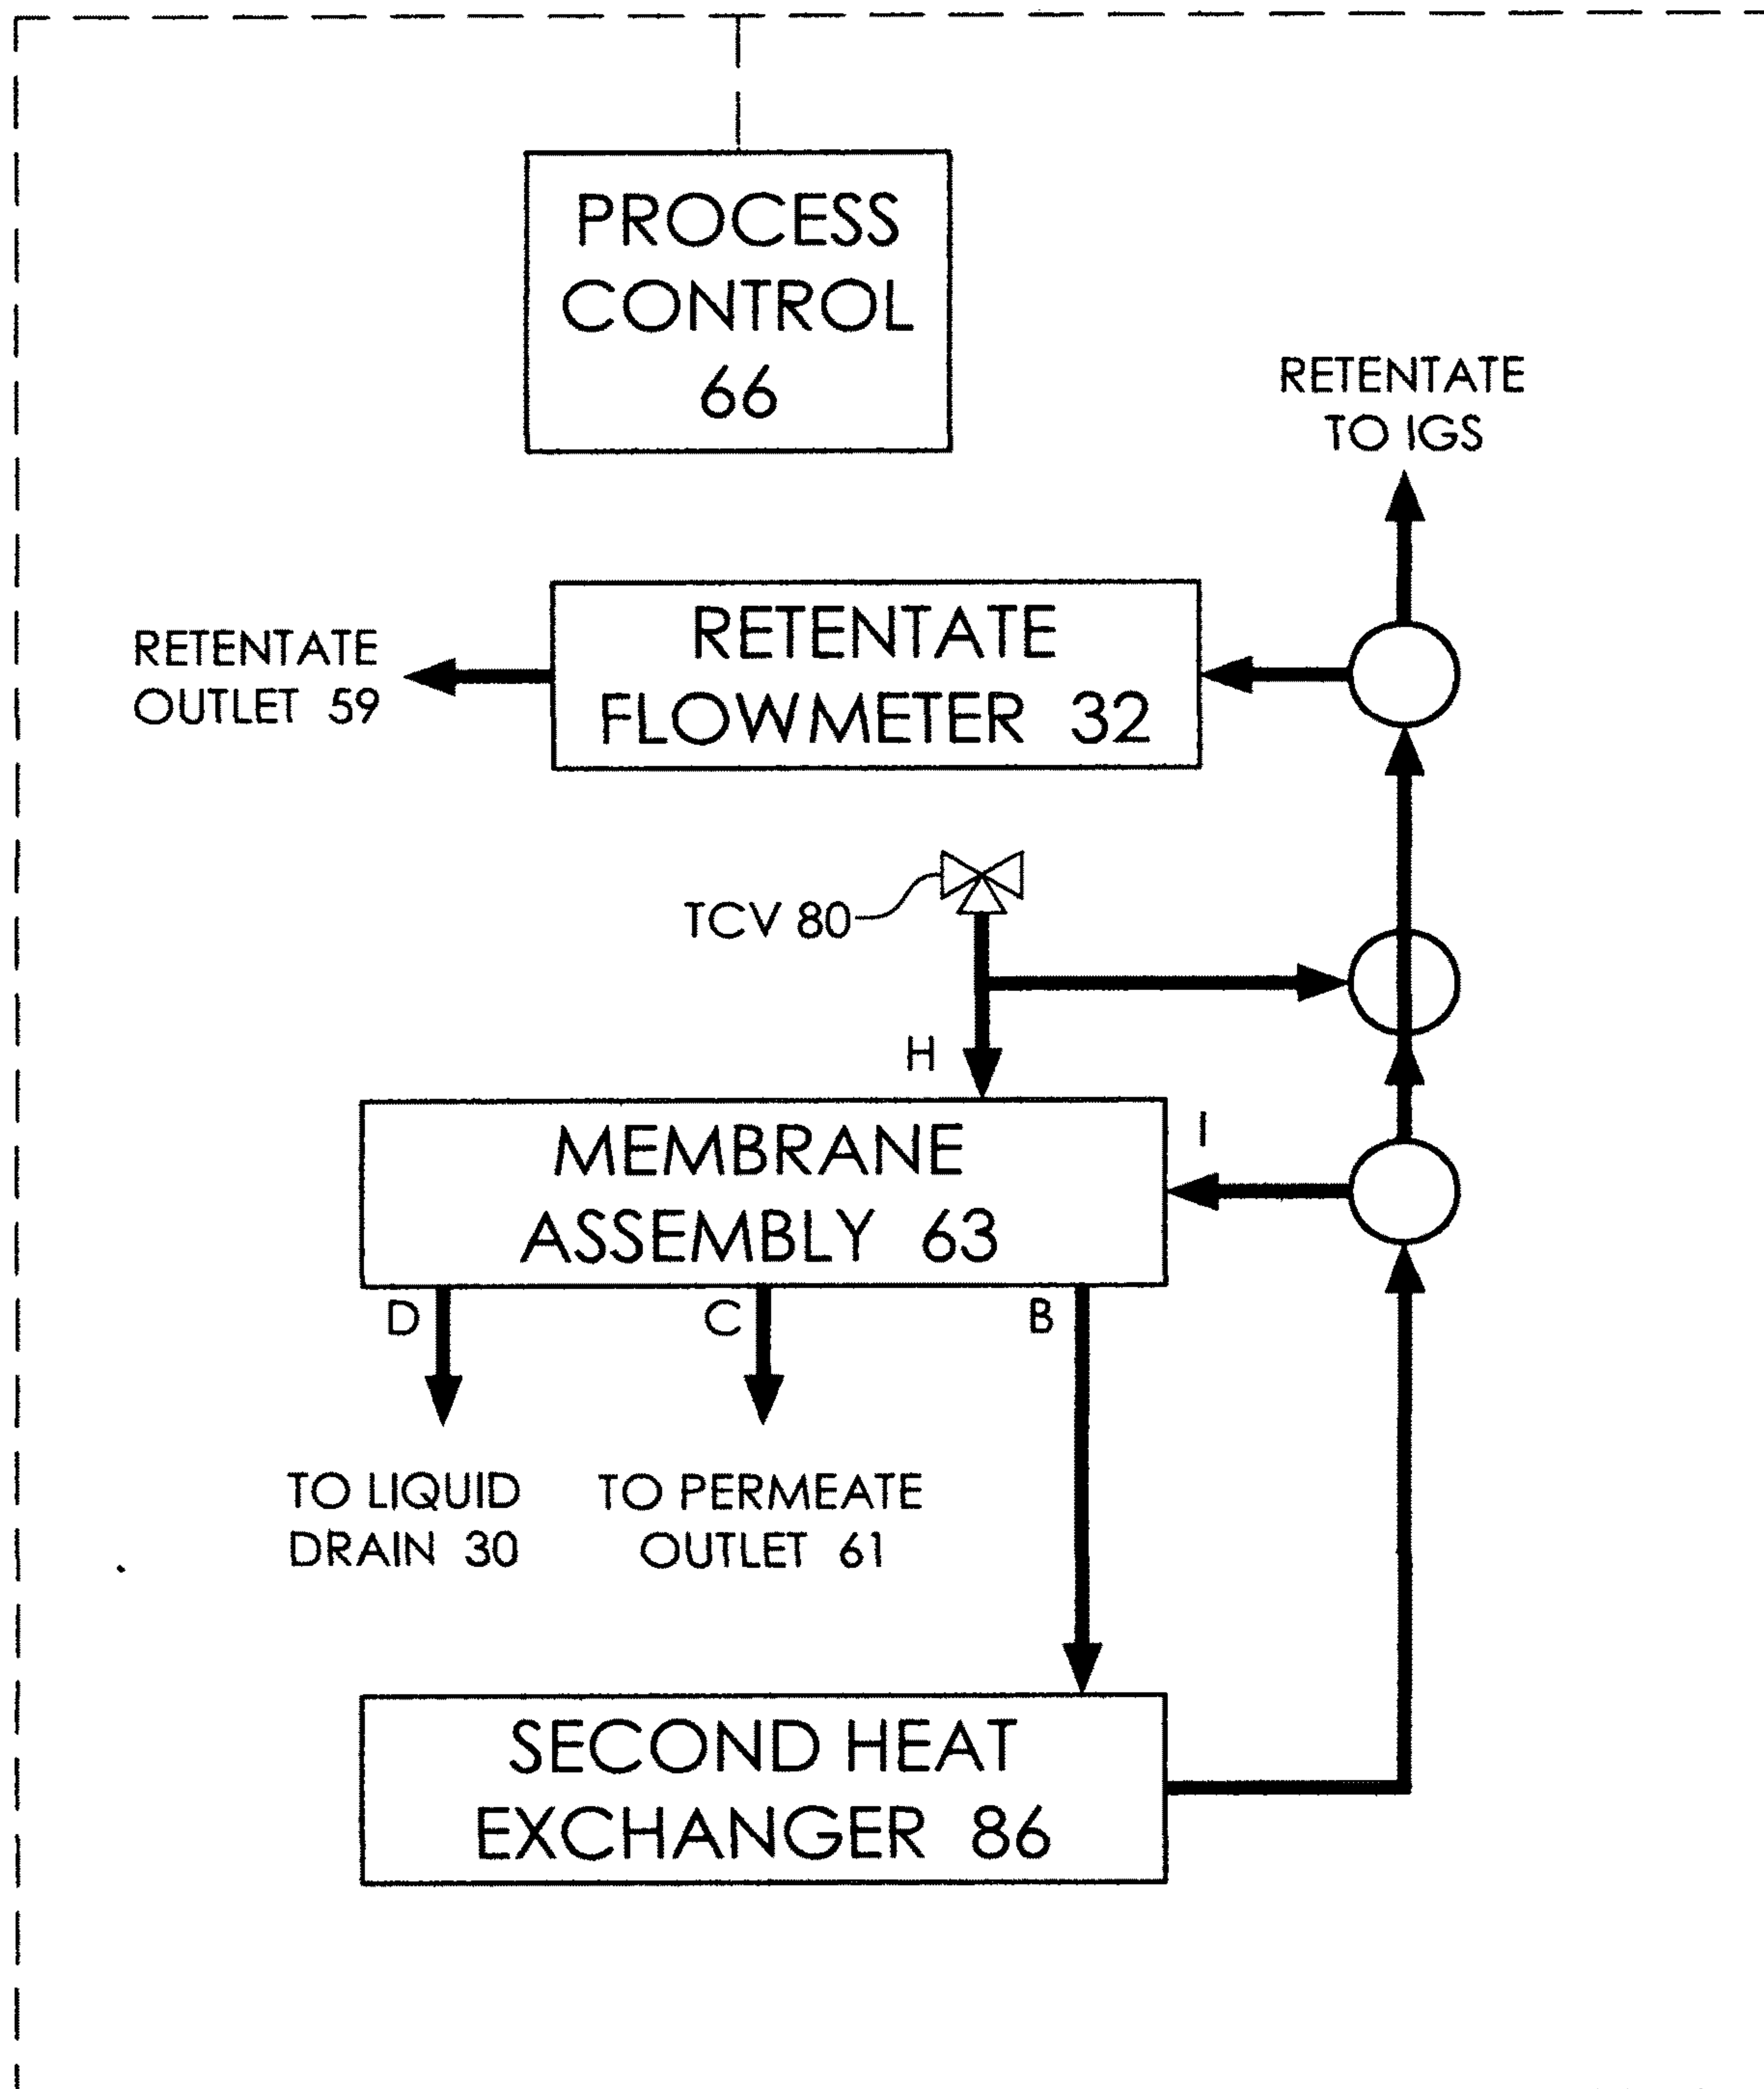 PROCESS
CONTROL
66
RETENTATE
TO IGS
RETENTATE
OUTLET 59
RETENTATE
FLOWMETER 32
TCV 80
H
I
MEMBRANE
ASSEMBLY 63
D
C
B
TO LIQUID
DRAIN 30
TO PERMEATE
OUTLET 61
SECOND HEAT
EXCHANGER 86